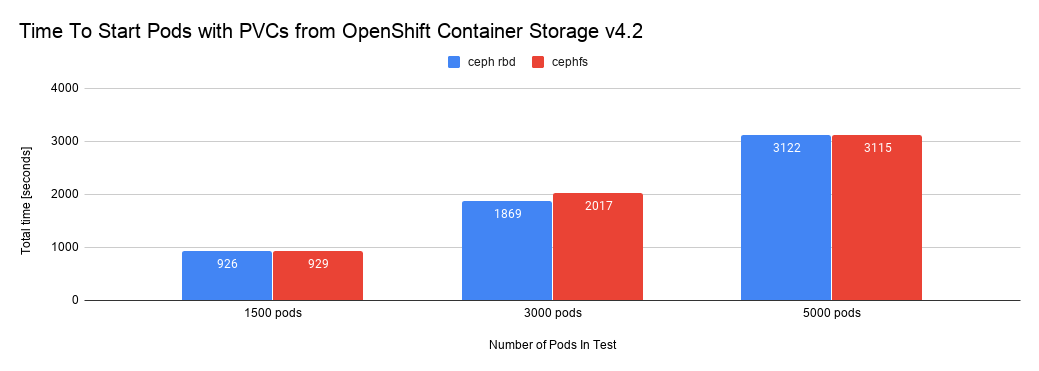 Time To Start Pods with PVCs from OpenShift Container Storage v4.2
ceph rbd cephfs
4000
3000
2000
1000
0
Total time [seconds]
926 929
1869 2017
3122 3115
1500 pods 3000 pods 5000 pods
Number of Pods In Test